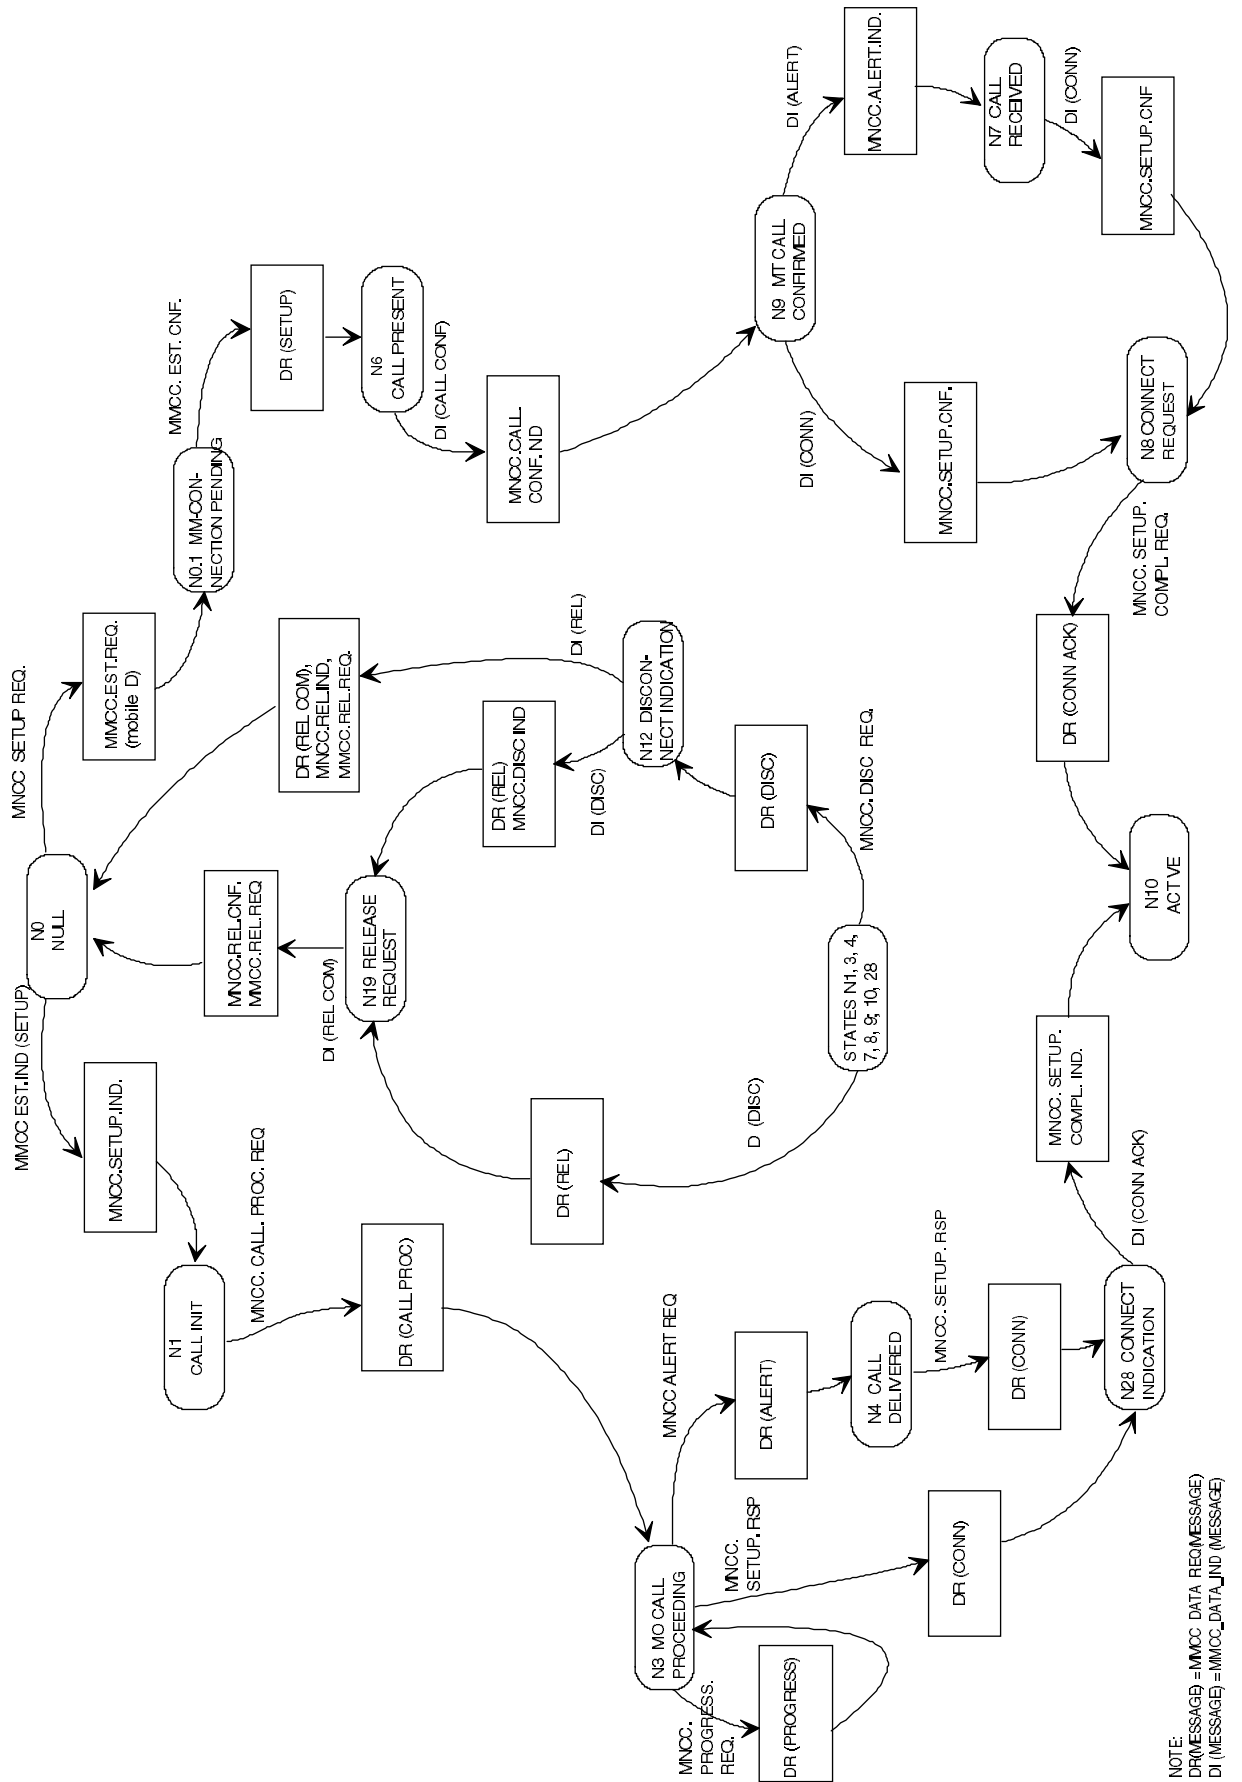 MNCC SETUP REQ.
MMCC EST.IND (SETUP)
N0
NULL
MMCC.EST.REQ.
(mobile D)
MMCC. EST. CNF.
N0.1 MM-CON-
NECTION PENDING
DR (SETUP)
N6
CALL PRESENT
DI (CALL CONF)
MNCC.CALL.
CONF. ND
N9 MT CALL
CONFIRMED
DI (ALERT)
MNCC.ALERT.IND.
N7 CALL
RECEIVED
DI (CONN)
MNCC.SETUP.CNF
DI (CONN)
MNCC.SETUP.CNF.
N8 CONNECT
REQUEST
MNCC. SETUP.
COMPL. REQ.
DR (CONN ACK)
N10
ACT VE
MNCC.SETUP.IND.
N1
CALL INIT
MNCC. CALL. PROC. REQ
DR (CALL PROC)
N3 MO CALL
PROCEEDING
MNCC.
PROGRESS.
REQ.
DR (PROGRESS)
MNCC.
SETUP. RSP
DR (CONN)
MNCC ALERT REQ
DR (ALERT)
N4 CALL
DELIVERED
MNCC. SETUP. RSP
DR (CONN)
N28 CONNECT
INDICATION
DI (CONN ACK)
MNCC. SETUP.
COMPL. IND.
MNCC.REL.CNF.
MMCC.REL.REQ
DI (REL COM)
N19 RELEASE
REQUEST
DR (REL COM),
MNCC.REL.IND,
MMCC.REL.REQ.
DI (REL)
DR (REL)
MNCC.DISC IND
DI (DISC)
N12 DISCON-
NECT INDICATION
DR (DISC)
MNCC. DISC REQ.
STATES N1, 3, 4,
7, 8, 9; 10, 28
D (DISC)
DR (REL)
NOTE:
DR(MESSAGE) = MMCC DATA REQ(MESSAGE)
DI (MESSAGE) = MMCC_DATA_IND (MESSAGE)